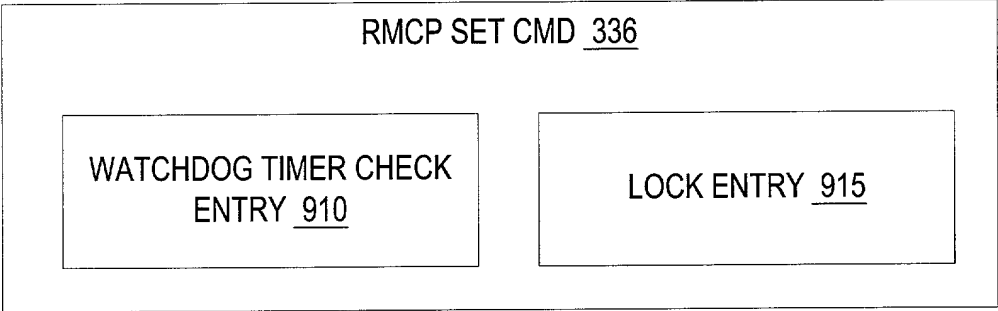 RMCP SET CMD 336
WATCHDOG TIMER CHECK
ENTRY 910
LOCK ENTRY 915